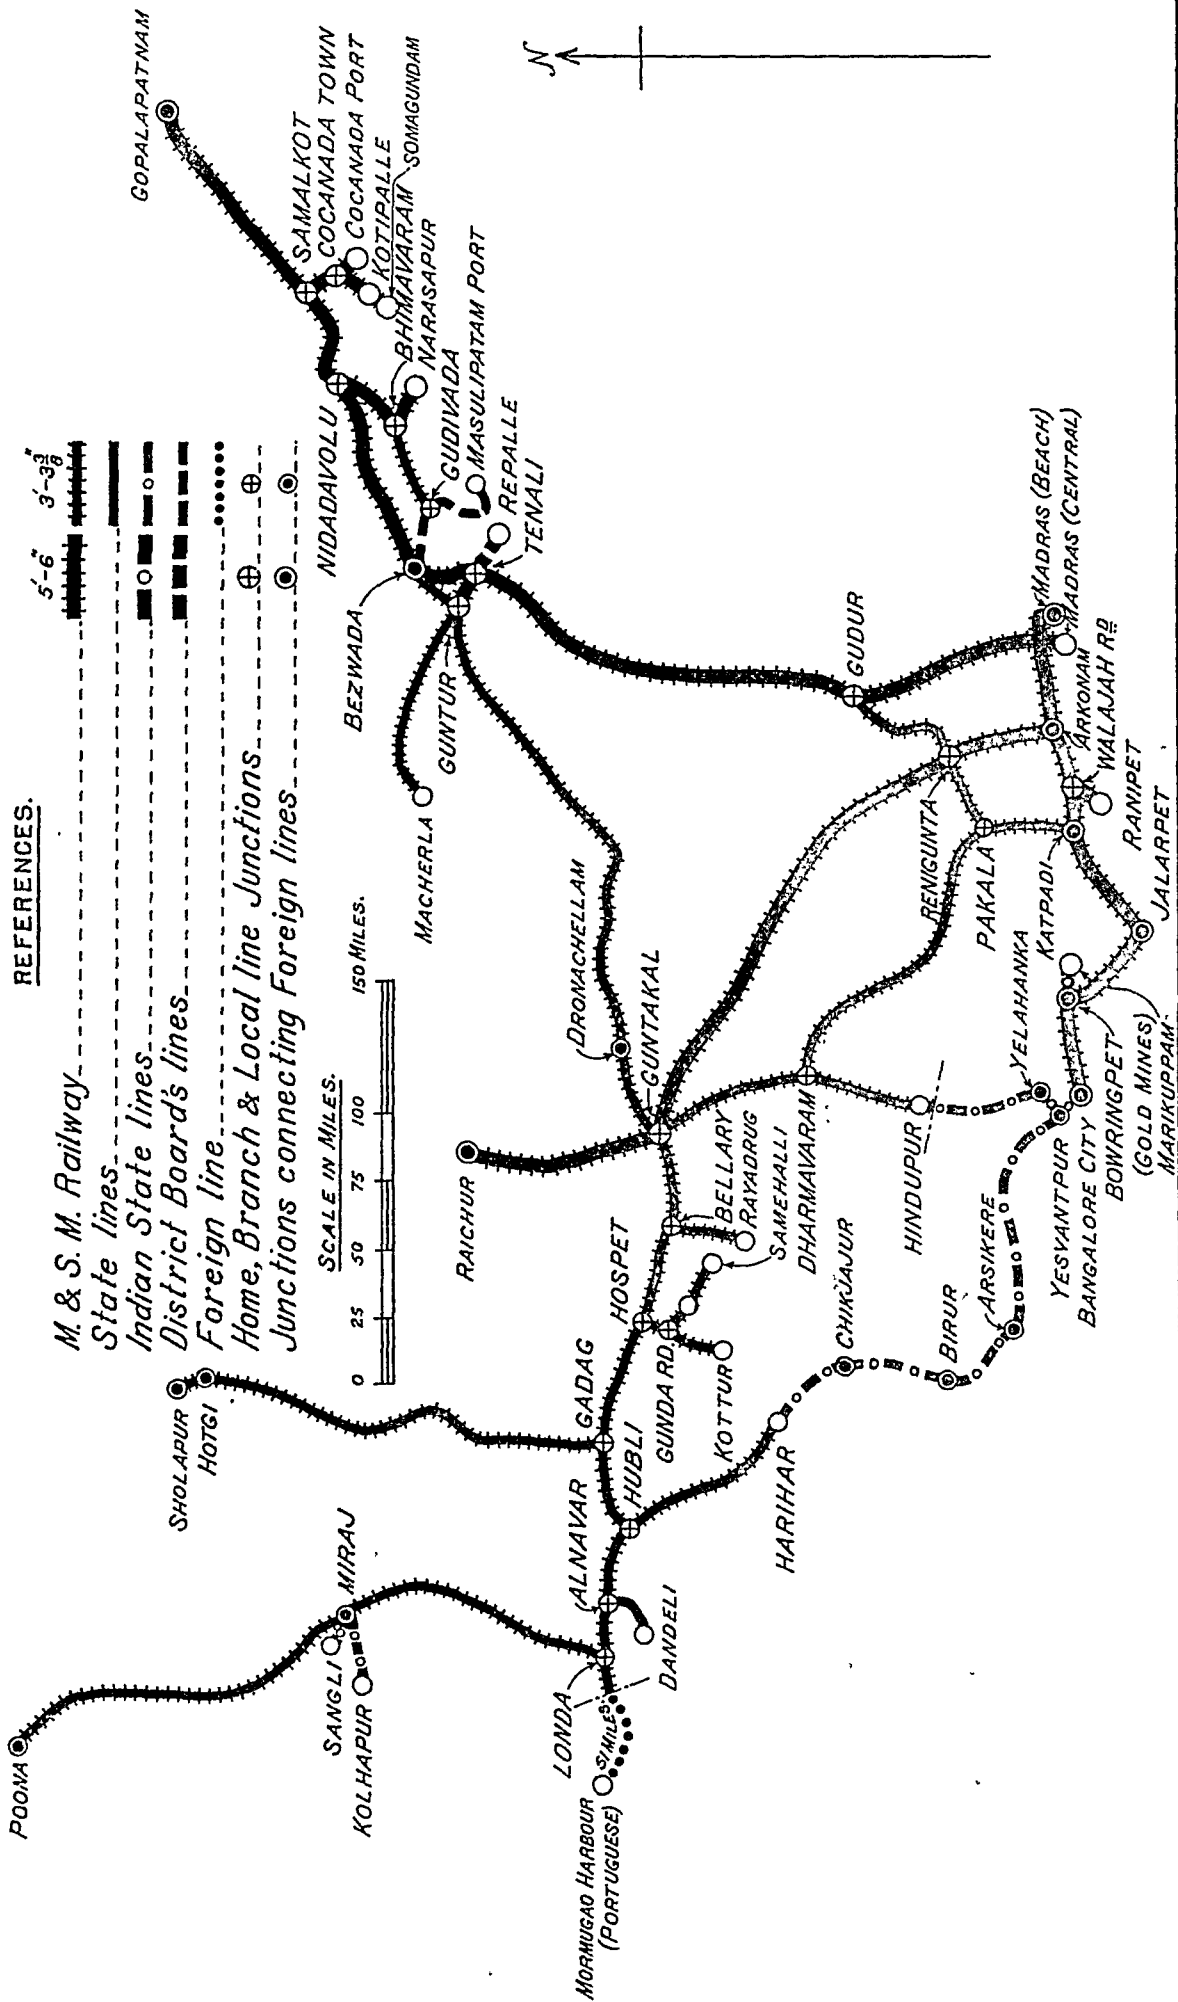 REFERENCES.
5'-6" 3'-3⅜"
M. & S. M. Railway
State lines
Indian State lines
District Board's lines
Foreign line
Home, Branch & Local line Junctions
Junctions connecting Foreign lines
SCALE IN MILES.
0 25 50 75 100 150 MILES.
N
POONA
SANGLI
MIRAJ
KOLHAPUR
SHOLAPUR
HOTGI
LONDA
MORMUGAO HARBOUR
(PORTUGUESE)
51 MILES
DANDELI
ALNAVAR
HUBLI
GADAG
HOSPET
GUNDA RD.
KOTTUR
SAMEHALLI
RAYADRUG
BELLARY
HARIHAR
CHIKJAJUR
BIRUR
ARSIKERE
YESVANTPUR
BANGALORE CITY
YELAHANKA
HINDUPUR
DHARMAVARAM
BOWRINGPET
(GOLD MINES)
MARIKUPPAM
JALARPET
KATPADI
PAKALA
RENIGUNTA
RANIPET
WALAJAH RD
ARKONAM
MADRAS (CENTRAL)
MADRAS (BEACH)
GUDUR
RAICHUR
GUNTAKAL
DRONACHELLAM
MACHERLA
GUNTUR
BEZWADA
TENALI
REPALLE
MASULIPATAM PORT
GUDIVADA
NARASAPUR
BHIMAVARAM
NIDADAVOLU
SOMAGUNDAM
KOTIPALLE
COCANADA PORT
COCANADA TOWN
SAMALKOT
GOPALAPATNAM